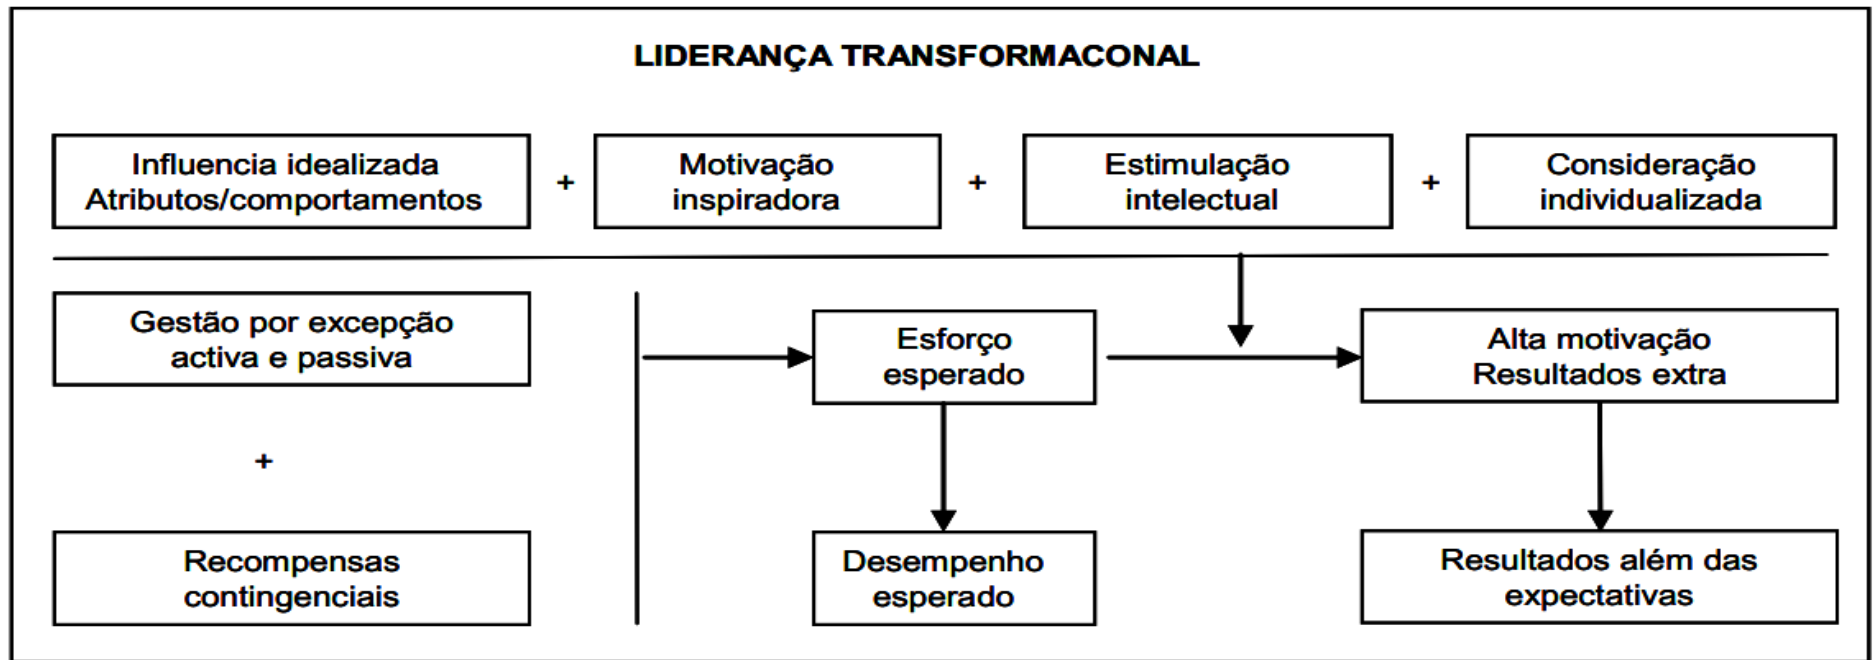 LIDERANÇA TRANSFORMACONAL
Influencia idealizada
Atributos/comportamentos
+
Motivação
inspiradora
+
Estimulação
intelectual
+
Consideração
individualizada
Gestão por excepção
activa e passiva
+
Recompensas
contingenciais
Esforço
esperado
Desempenho
esperado
Alta motivação
Resultados extra
Resultados além das
expectativas